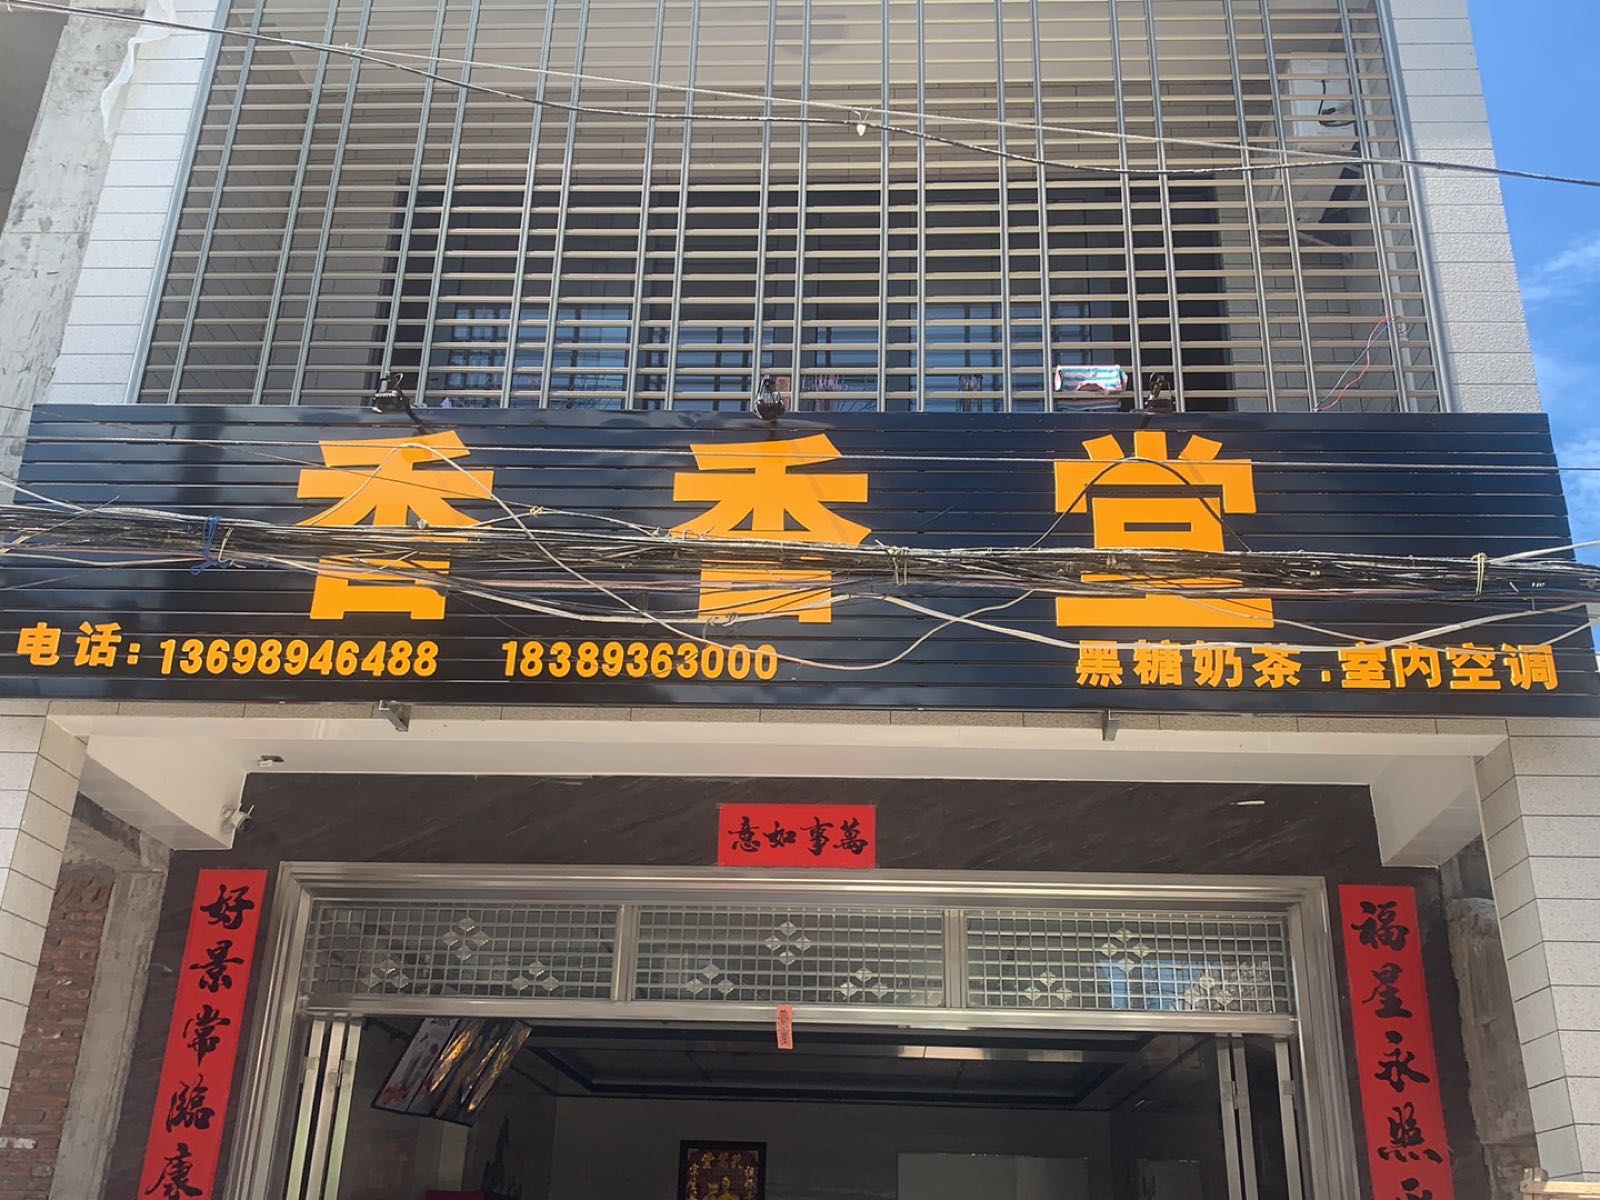 香香堂
电话：13698946488 18389363000
黑糖奶茶.室内空调
萬事如意
福星永照
好景常臨康